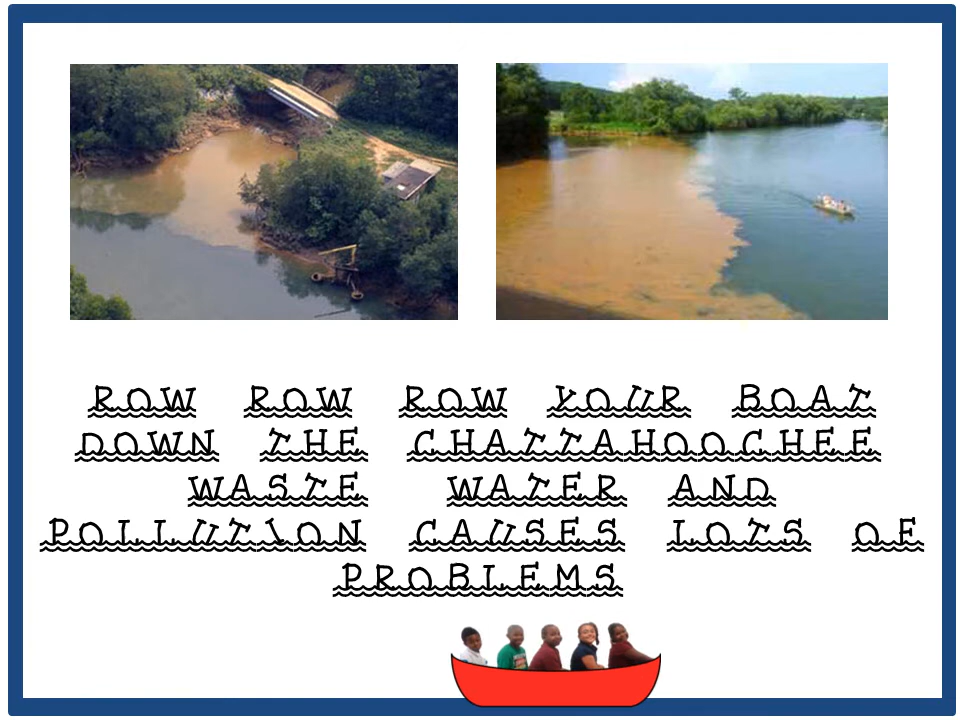 ROW ROW ROW YOUR BOAT
DOWN THE CHATTAHOOCHEE
WASTE WATER AND
POLLUTION CAUSES LOTS OF
PROBLEMS